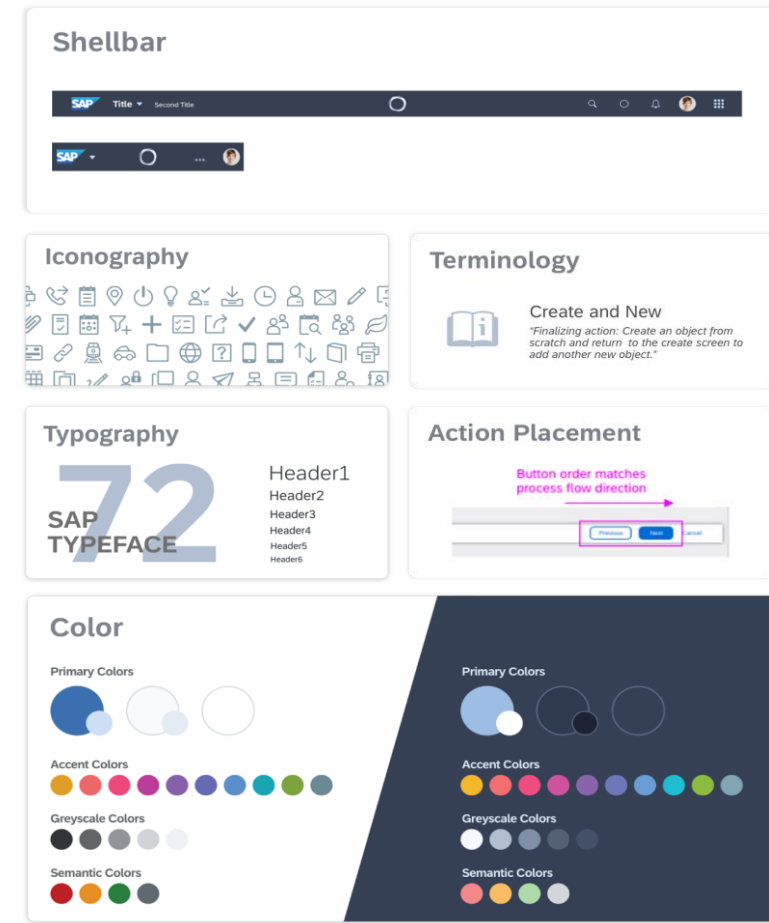 Shellbar
SAP Title Second Title
SAP ...
Iconography
Terminology
Create and New
"Finalizing action: Create an object from
scratch and return to the create screen to
add another new object."
Typography
72
SAP
TYPEFACE
Header1
Header2
Header3
Header4
Header5
Header6
Action Placement
Button order matches
process flow direction
Previous Next Cancel
Color
Primary Colors
Accent Colors
Greyscale Colors
Semantic Colors
Primary Colors
Accent Colors
Greyscale Colors
Semantic Colors